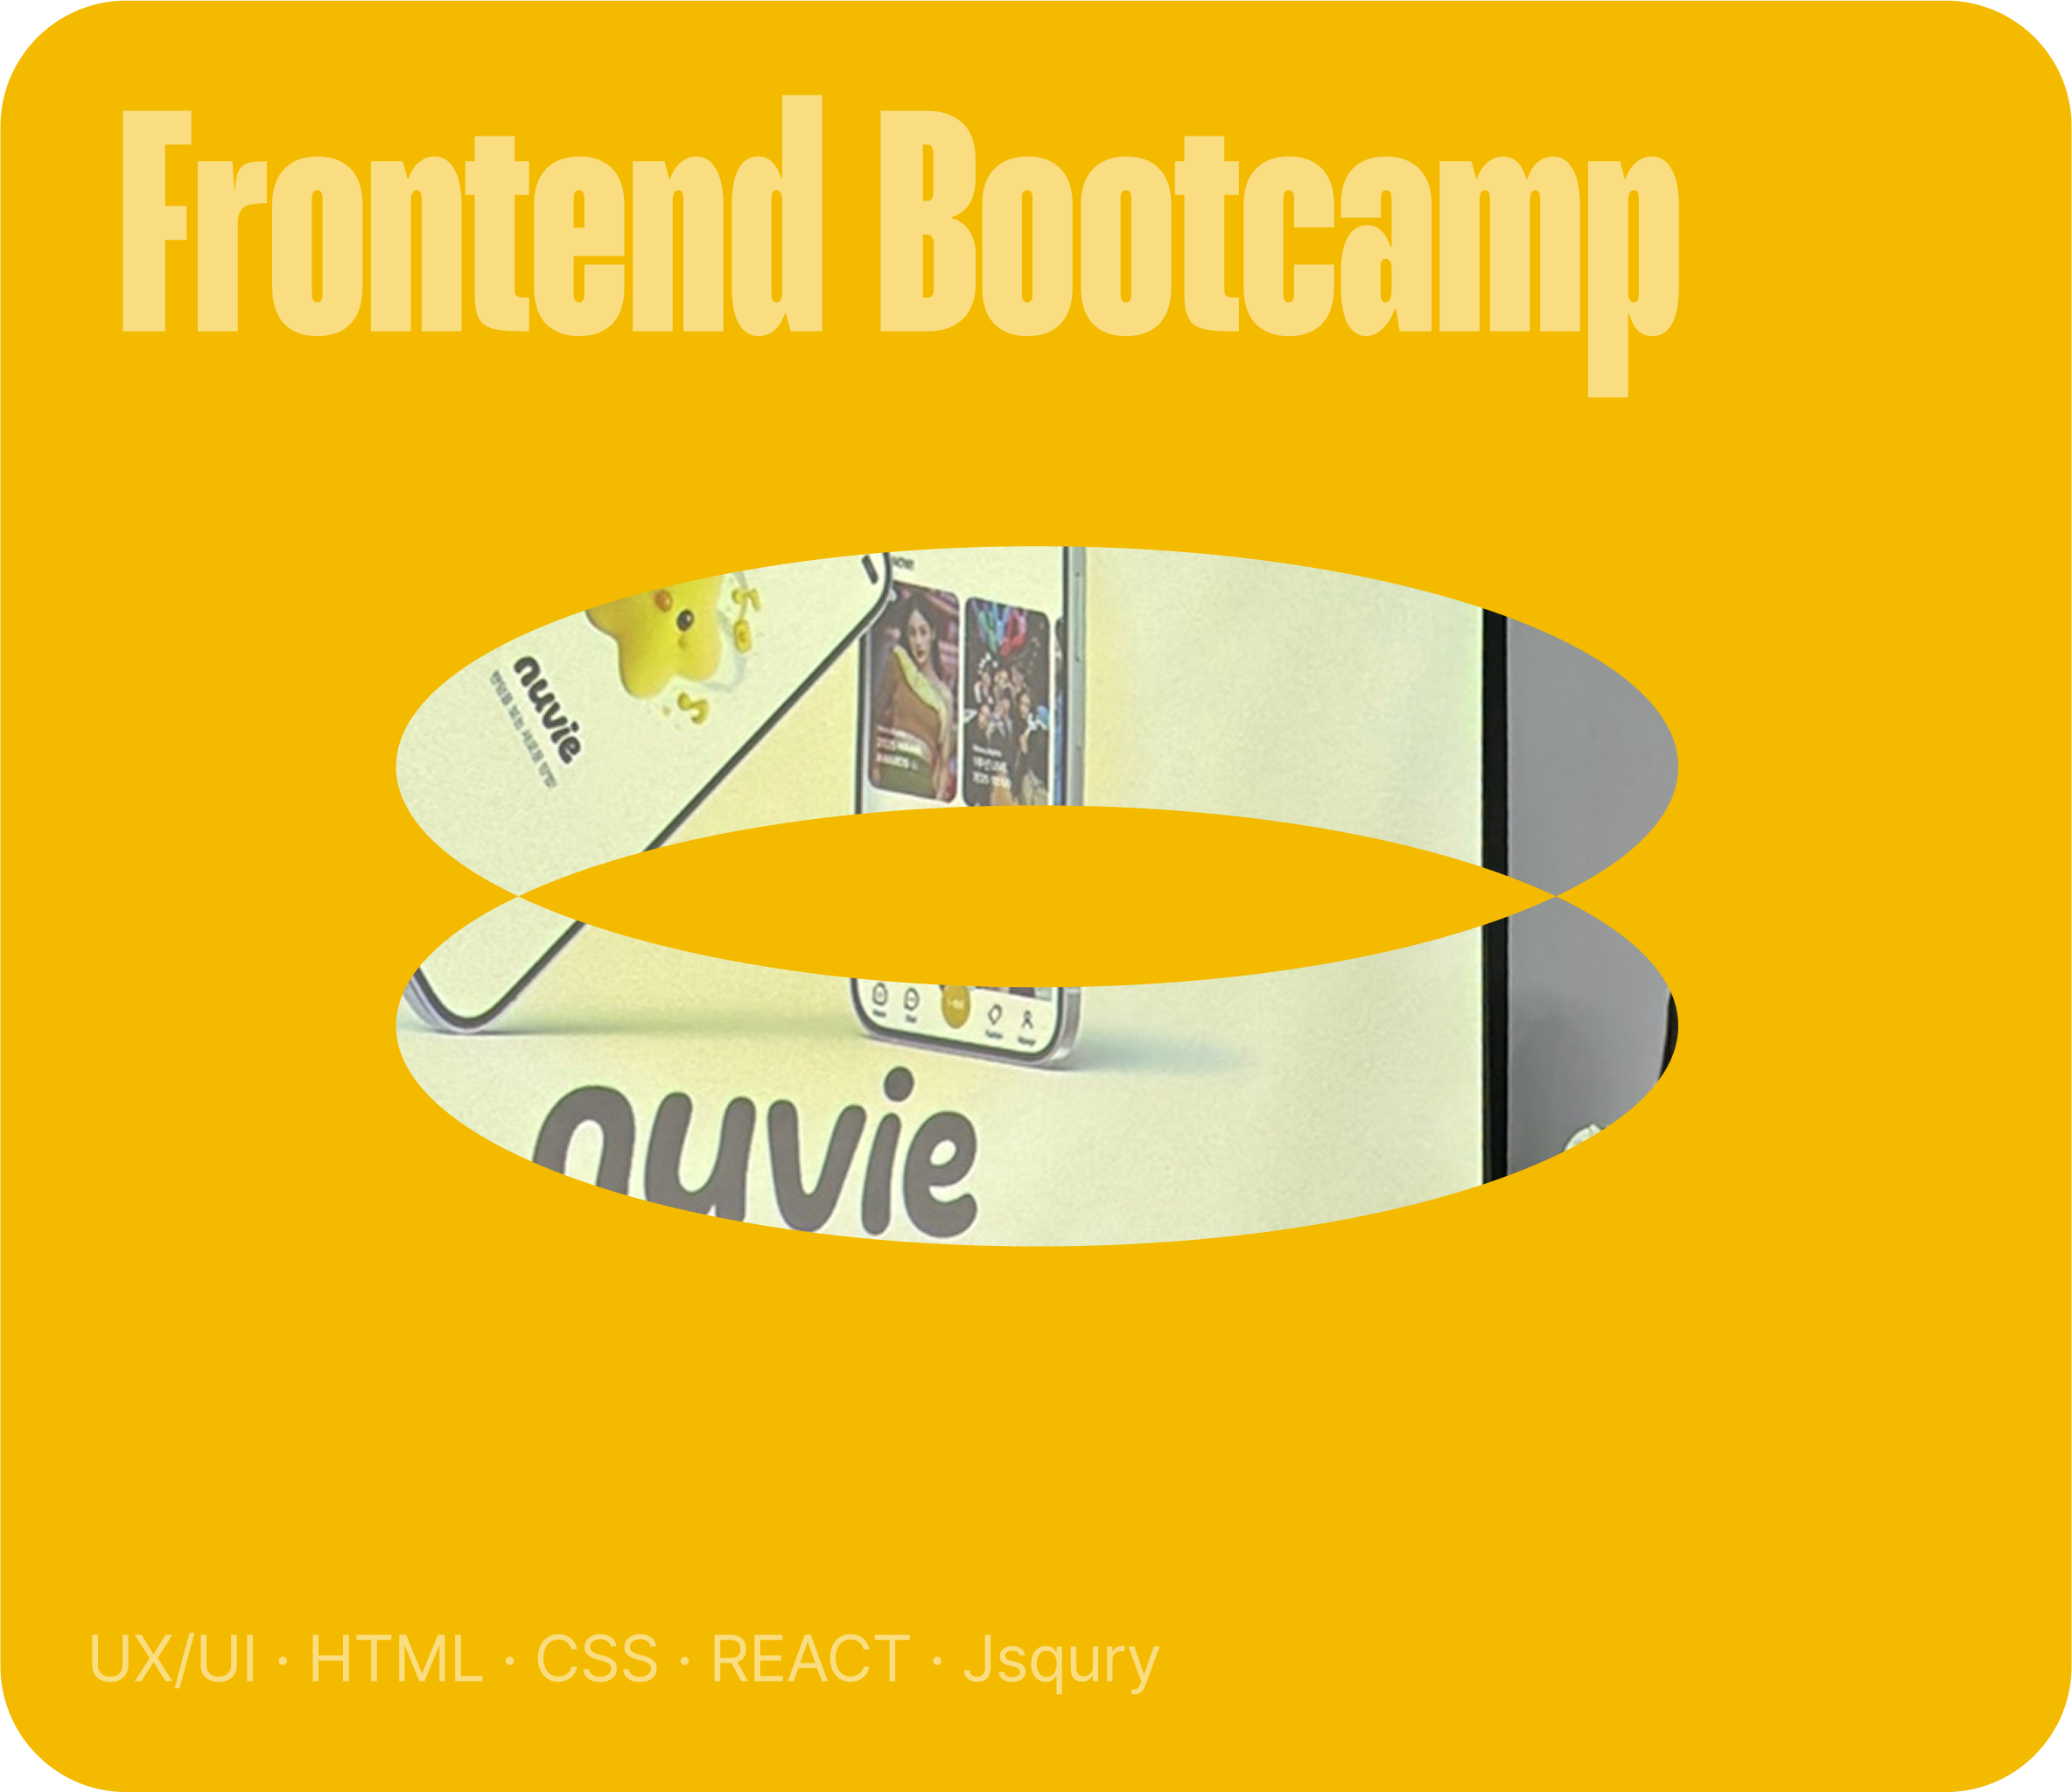 Frontend Bootcamp
nuvie
nuvie
UX/UI · HTML · CSS · REACT · Jsqury